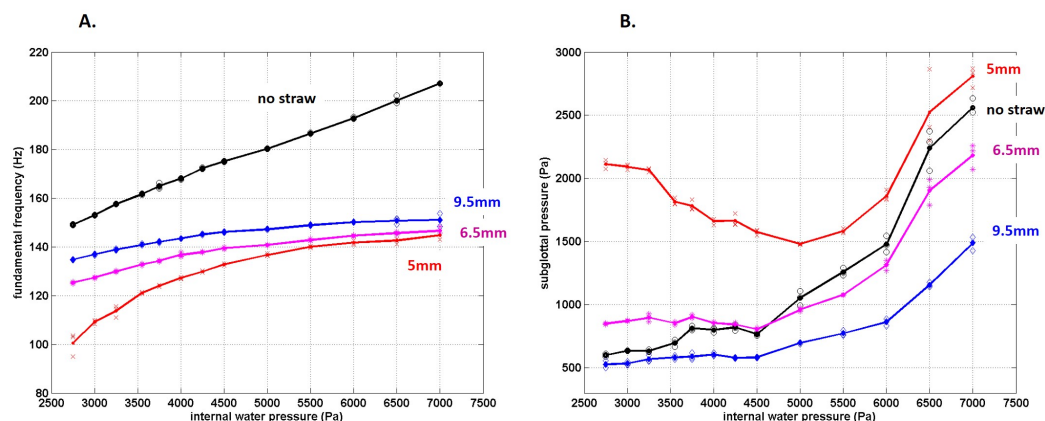 A.
220
200
180
160
140
120
100
80
fundamental frequency (Hz)
no straw
9.5mm
6.5mm
5mm
2500 3000 3500 4000 4500 5000 5500 6000 6500 7000 7500
internal water pressure (Pa)
B.
3000
2500
2000
1500
1000
500
subglottal pressure (Pa)
5mm
no straw
6.5mm
9.5mm
2500 3000 3500 4000 4500 5000 5500 6000 6500 7000 7500
internal water pressure (Pa)